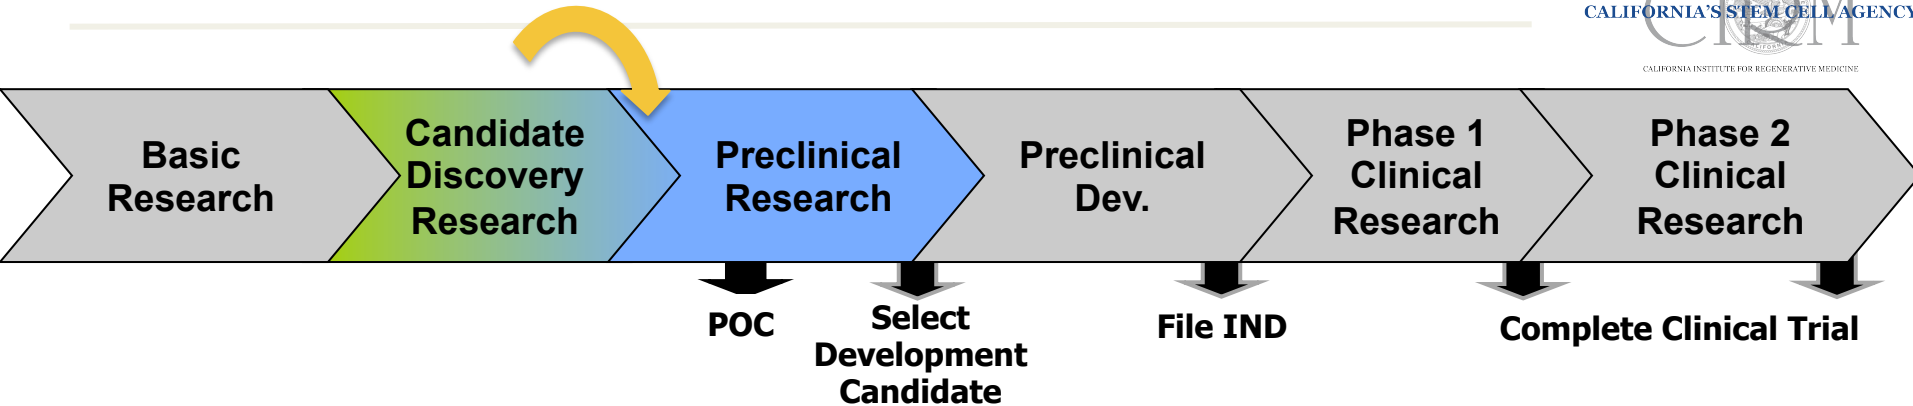 CALIFORNIA'S STEM CELL AGENCY
CIRM
CALIFORNIA INSTITUTE FOR REGENERATIVE MEDICINE
Basic
Research
Candidate
Discovery
Research
Preclinical
Research
Preclinical
Dev.
Phase 1
Clinical
Research
Phase 2
Clinical
Research
POC
Select
Development
Candidate
File IND
Complete Clinical Trial